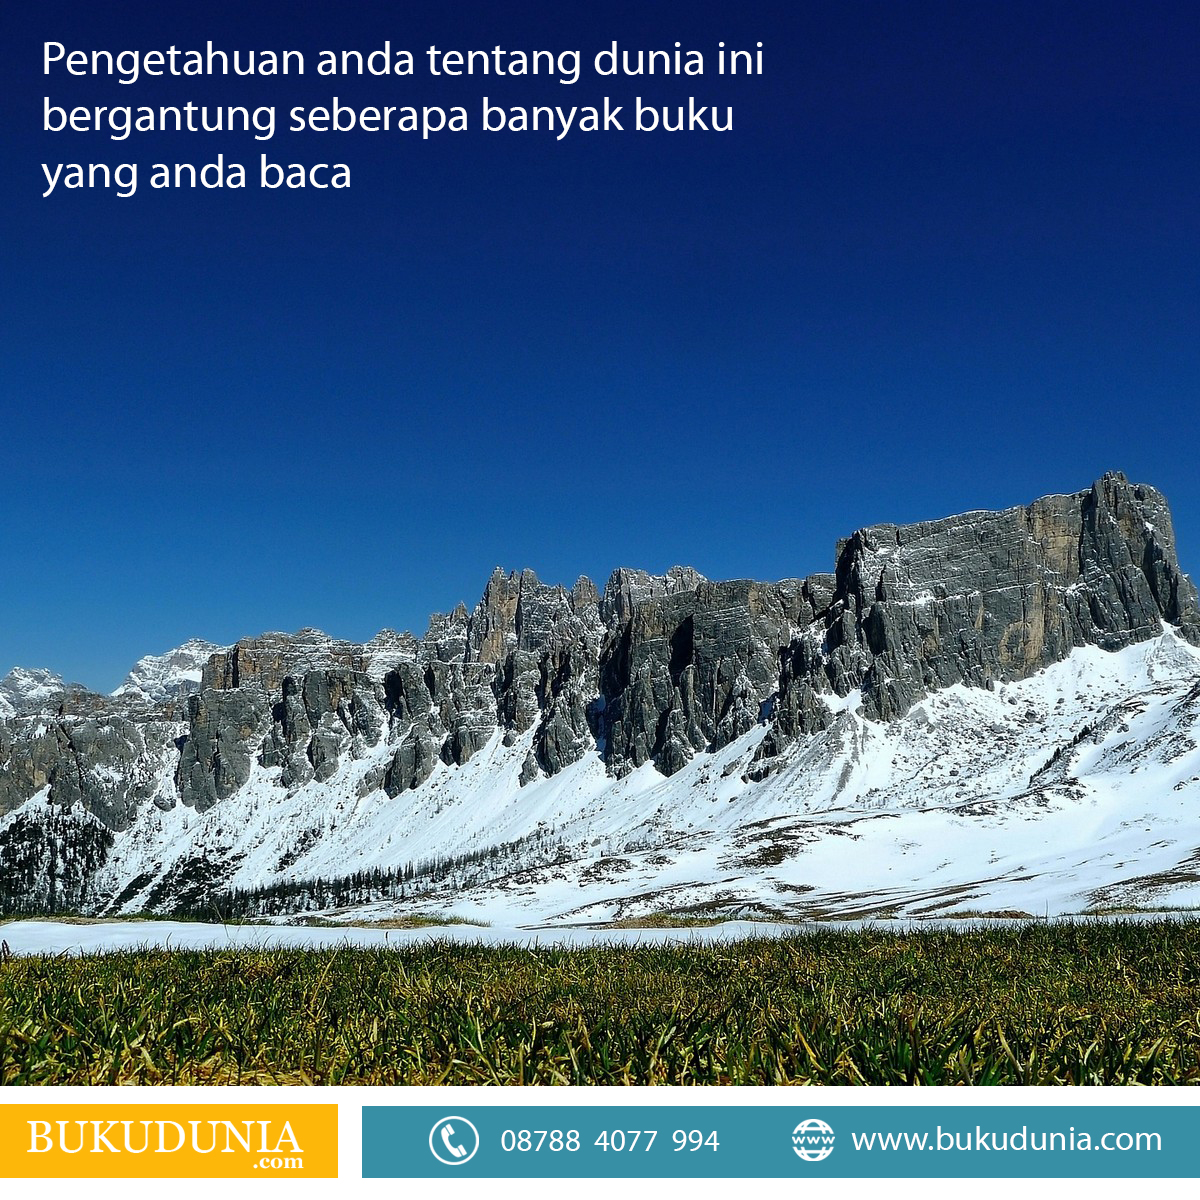 Pengetahuan anda tentang dunia ini
bergantung seberapa banyak buku
yang anda baca
BUKUDUNIA
.com
08788 4077 994
www
www.bukudunia.com